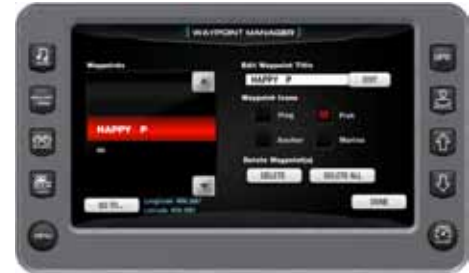 WAYPOINT MANAGER
Waypoints
Edit Waypoint Title
HAPPY P
EDIT
Waypoint Icons
Flag
Fish
HAPPY P
Anchor
Marina
Delete Waypoint(s)
DELETE
DELETE ALL
GO TO...
DONE
MENU